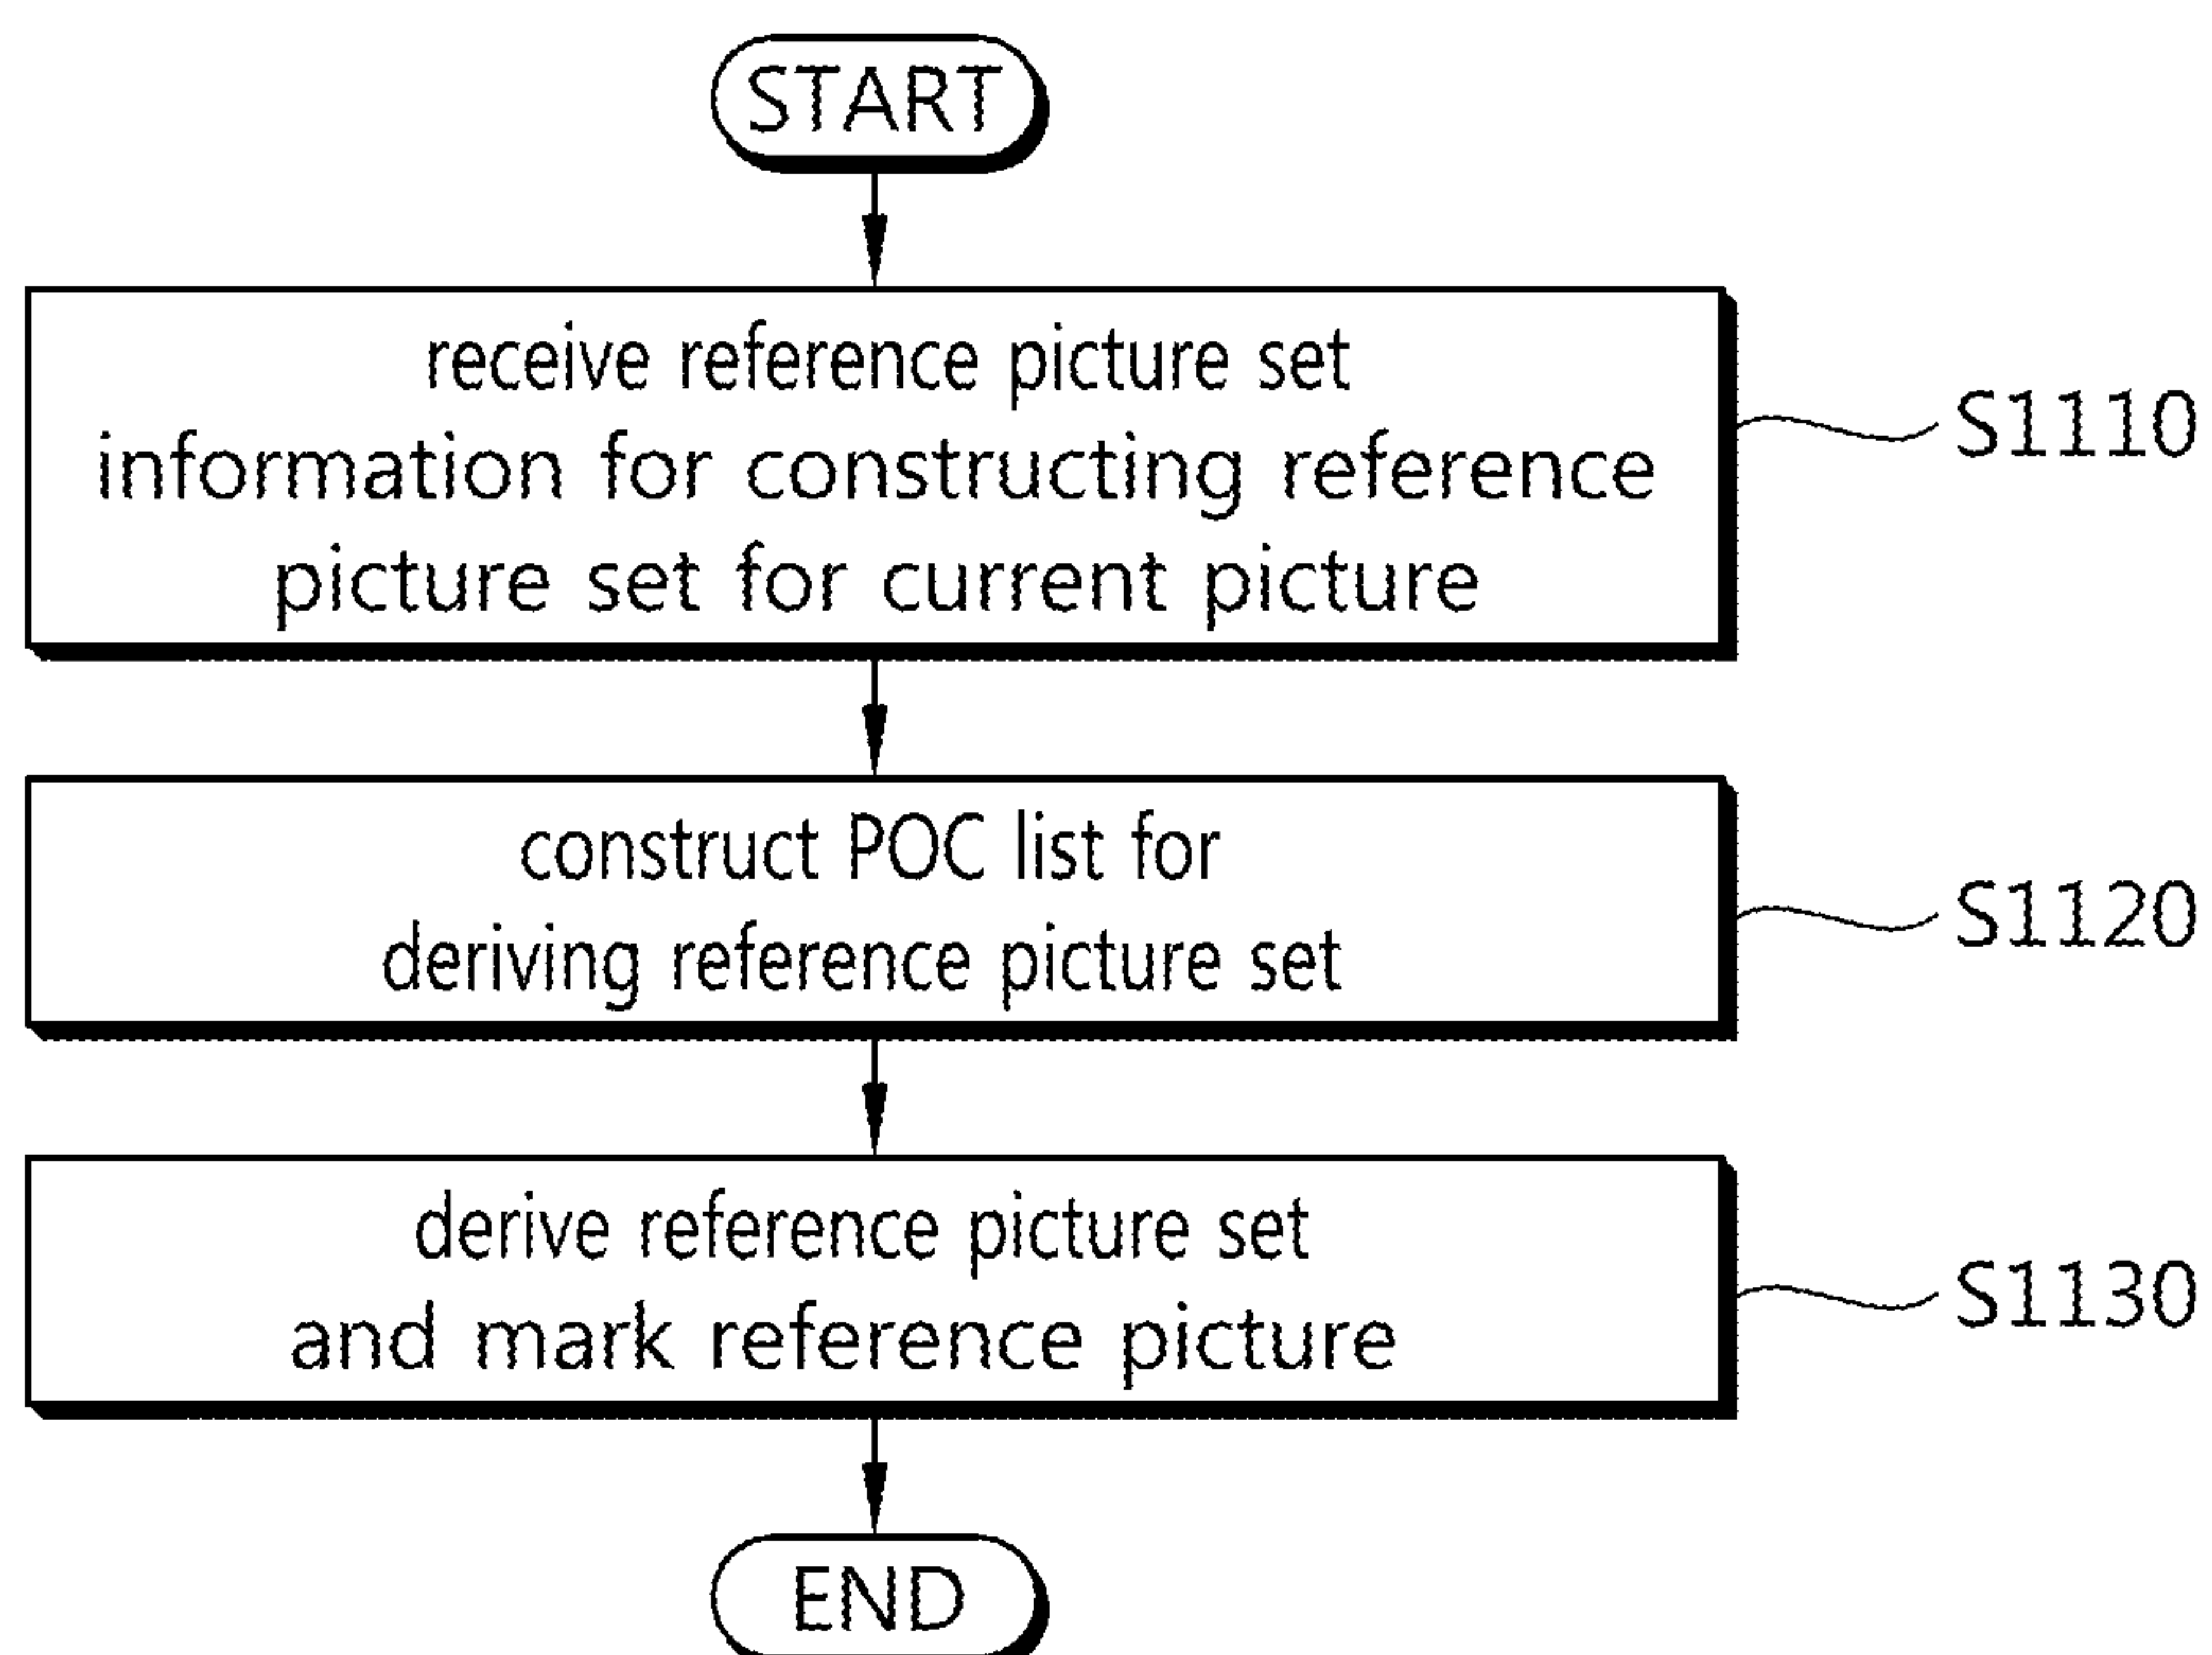 START
receive reference picture set
information for constructing reference
picture set for current picture
S1110
construct POC list for
deriving reference picture set
S1120
derive reference picture set
and mark reference picture
S1130
END